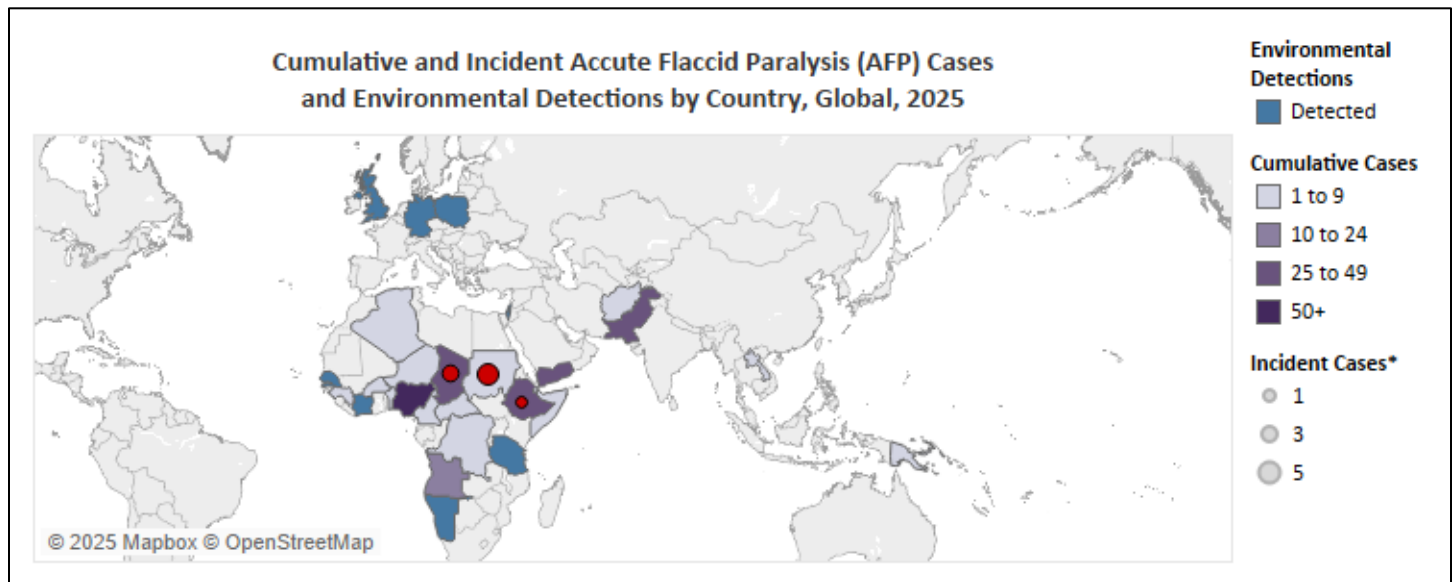 Cumulative and Incident Accute Flaccid Paralysis (AFP) Cases
and Environmental Detections by Country, Global, 2025
Environmental
Detections
Detected
Cumulative Cases
1 to 9
10 to 24
25 to 49
50+
Incident Cases*
1
3
5
© 2025 Mapbox © OpenStreetMap